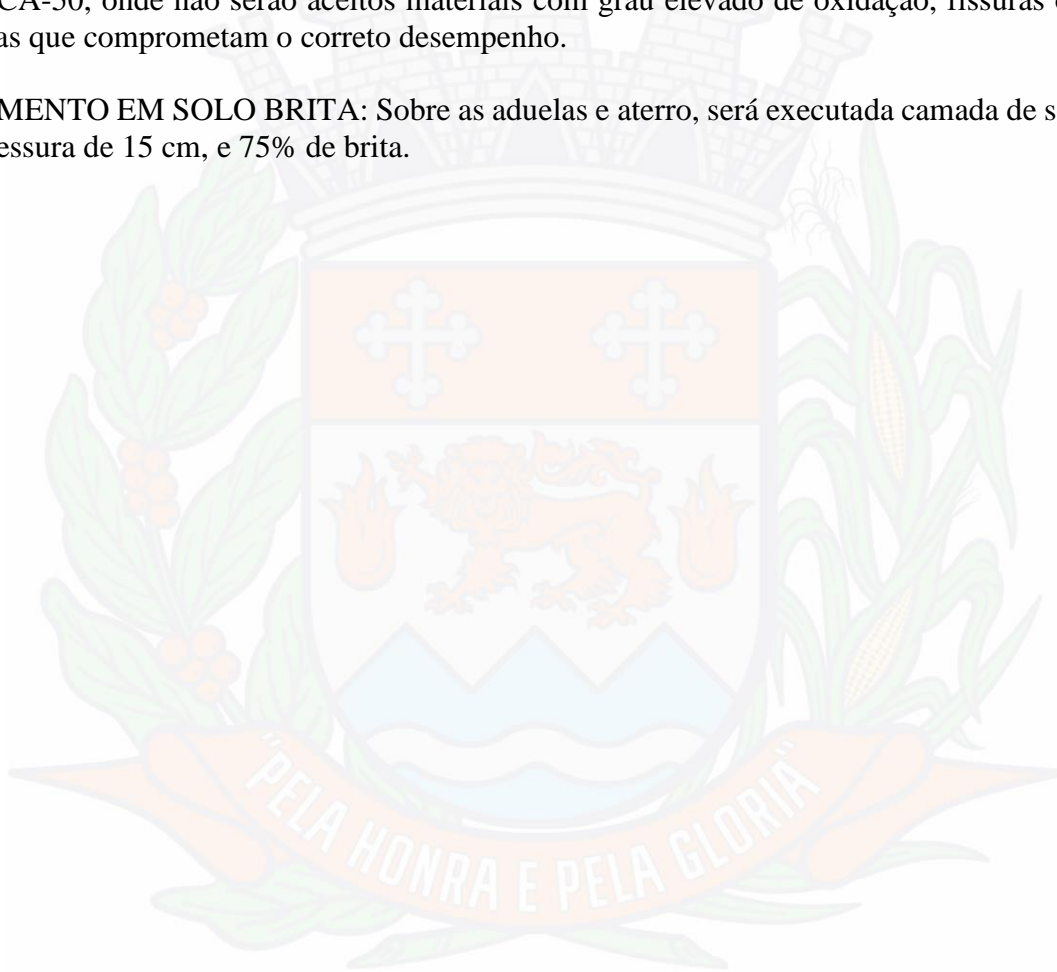 CA-50, onde não serão aceitos materiais com grau elevado de oxidação, fissuras
as que comprometam o correto desempenho.
MENTO EM SOLO BRITA: Sobre as aduelas e aterro, será executada camada de s
essura de 15 cm, e 75% de brita.
"PELA HONRA E PELA GLORIA"